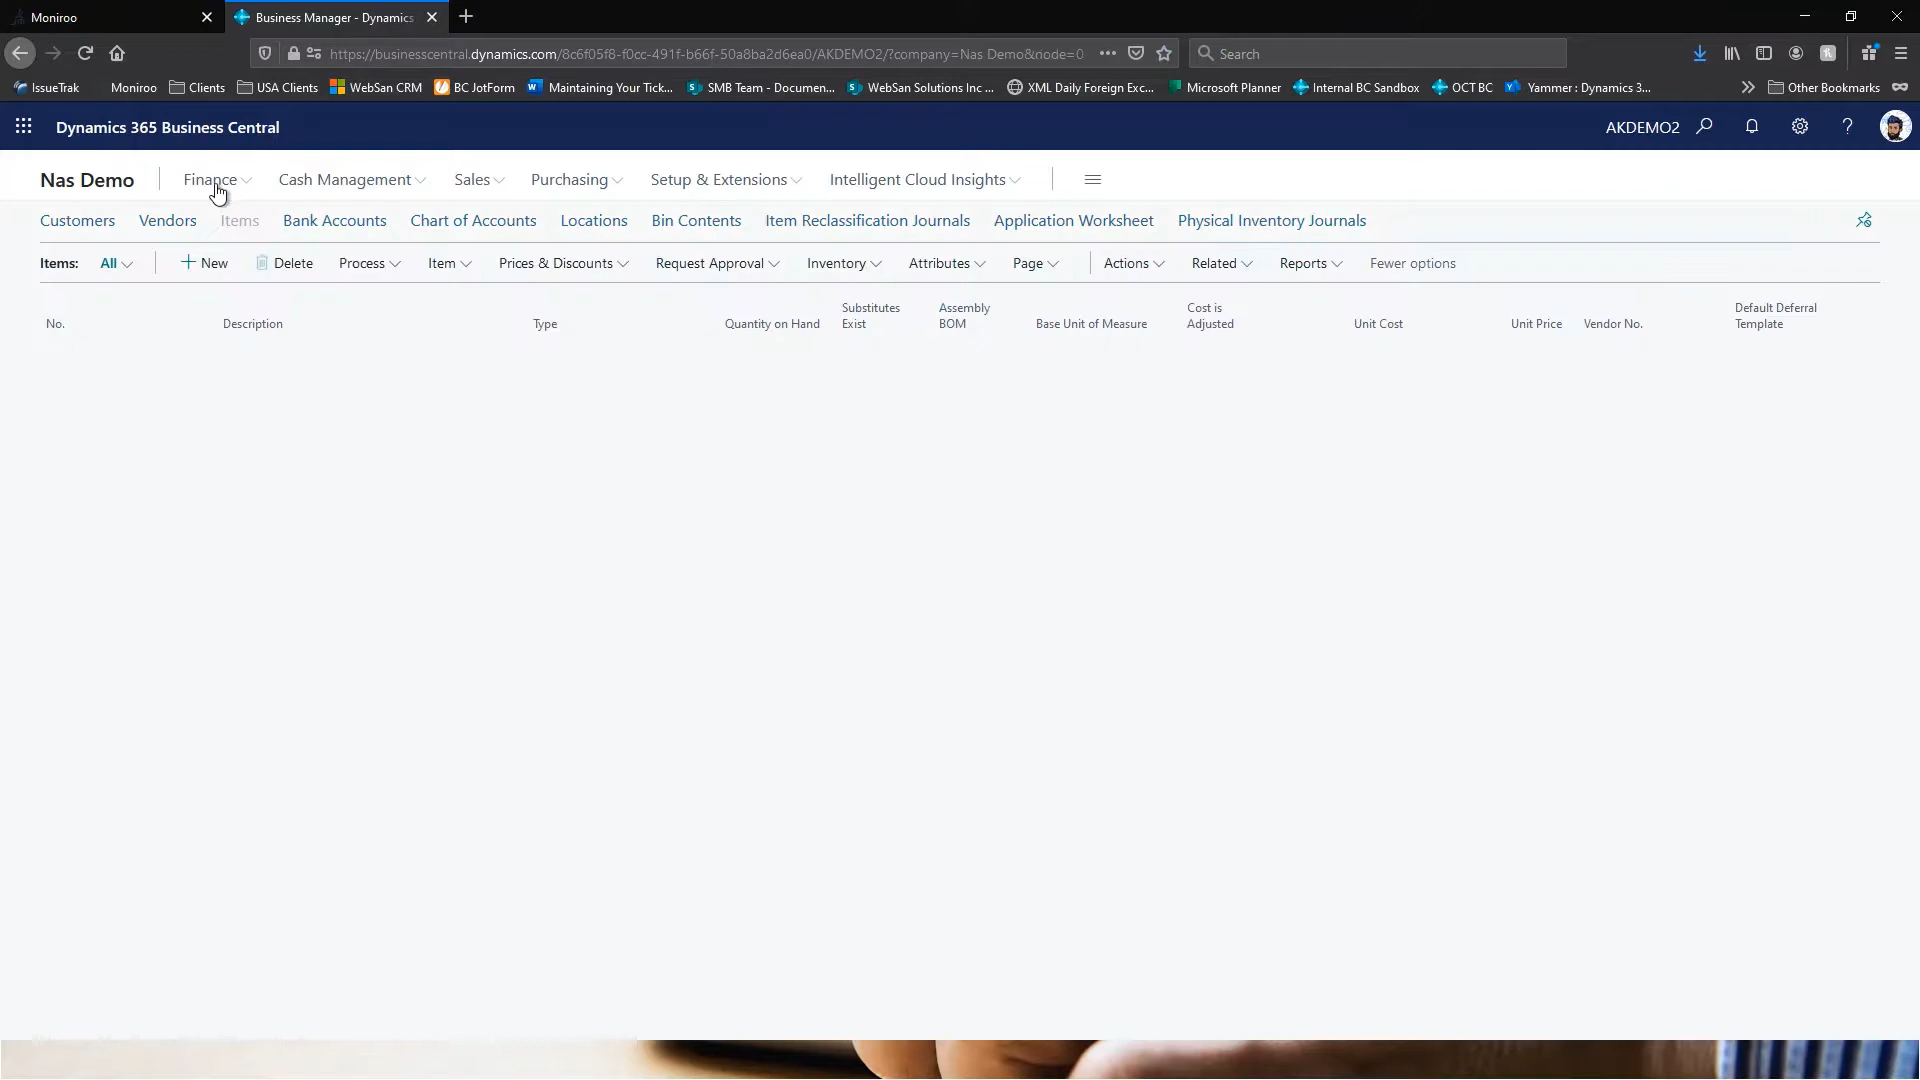 Moniroo
Business Manager - Dynamics
https://businesscentral.dynamics.com/8c6f05f8-f0cc-491f-b66f-50a8ba2d6ea0/AKDEMO2/?company=Nas Demo&node=0
Search
IssueTrak
Moniroo
Clients
USA Clients
WebSan CRM
BC JotForm
Maintaining Your Tick...
SMB Team - Documen...
WebSan Solutions Inc ...
XML Daily Foreign Exc...
Microsoft Planner
Internal BC Sandbox
OCT BC
Yammer : Dynamics 3...
Other Bookmarks
Dynamics 365 Business Central
AKDEMO2
Nas Demo
Finance
Cash Management
Sales
Purchasing
Setup & Extensions
Intelligent Cloud Insights
Customers
Vendors
Items
Bank Accounts
Chart of Accounts
Locations
Bin Contents
Item Reclassification Journals
Application Worksheet
Physical Inventory Journals
Items:
All
New
Delete
Process
Item
Prices & Discounts
Request Approval
Inventory
Attributes
Page
Actions
Related
Reports
Fewer options
No.
Description
Type
Quantity on Hand
Substitutes
Exist
Assembly
BOM
Base Unit of Measure
Cost is
Adjusted
Unit Cost
Unit Price
Vendor No.
Default Deferral
Template